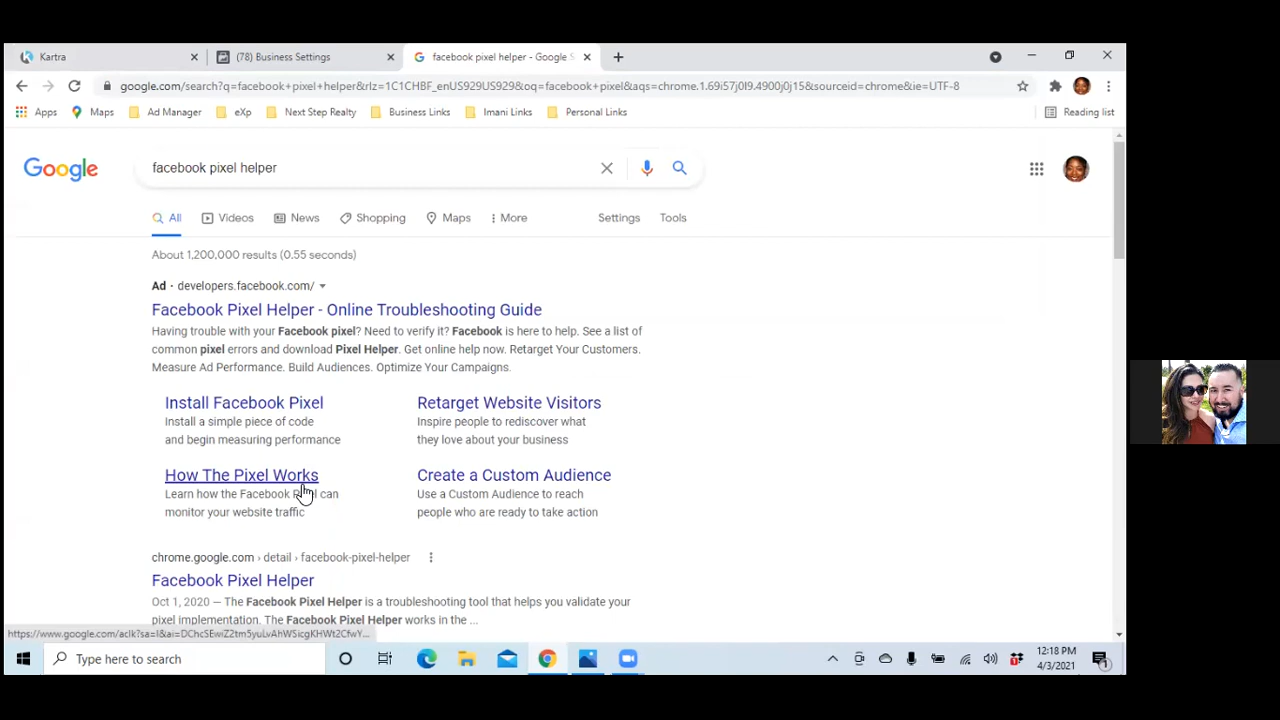 Kartra
(78) Business Settings
facebook pixel helper - Google S
google.com/search?q=facebook+pixel+helper&rlz=1C1CHBF_enUS929US929&oq=facebook+pixel&aqs=chrome.1.69i57j0l9.4900j0j15&sourceid=chrome&ie=UTF-8
Apps
Maps
Ad Manager
eXp
Next Step Realty
Business Links
Imani Links
Personal Links
Reading list
Google
facebook pixel helper
All
Videos
News
Shopping
Maps
More
Settings
Tools
About 1,200,000 results (0.55 seconds)
Ad · developers.facebook.com/
Facebook Pixel Helper - Online Troubleshooting Guide
Having trouble with your Facebook pixel? Need to verify it? Facebook is here to help. See a list of
common pixel errors and download Pixel Helper. Get online help now. Retarget Your Customers.
Measure Ad Performance. Build Audiences. Optimize Your Campaigns.
Install Facebook Pixel
Install a simple piece of code
and begin measuring performance
Retarget Website Visitors
Inspire people to rediscover what
they love about your business
How The Pixel Works
Learn how the Facebook Pixel can
monitor your website traffic
Create a Custom Audience
Use a Custom Audience to reach
people who are ready to take action
chrome.google.com › detail › facebook-pixel-helper
Facebook Pixel Helper
Oct 1, 2020 — The Facebook Pixel Helper is a troubleshooting tool that helps you validate your
pixel implementation. The Facebook Pixel Helper works in the ...
Type here to search
12:18 PM
4/3/2021